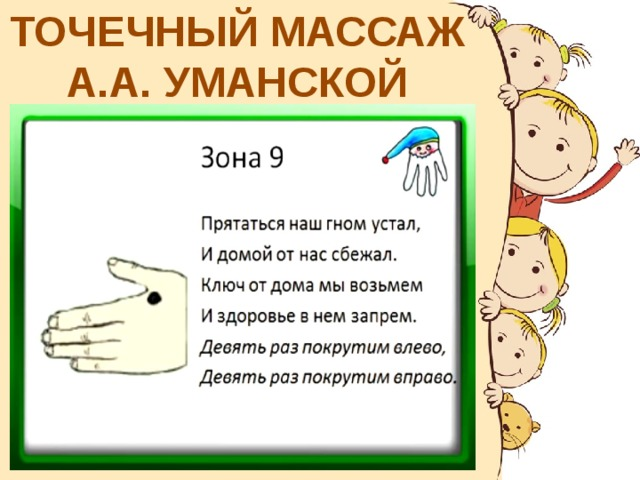 ТОЧЕЧНЫЙ МАССАЖ
А.А. УМАНСКОЙ
Зона 9
Прятаться наш гном устал,
И домой от нас сбежал.
Ключ от дома мы возьмем
И здоровье в нем запрем.
Девять раз покрутим влево,
Девять раз покрутим вправо.